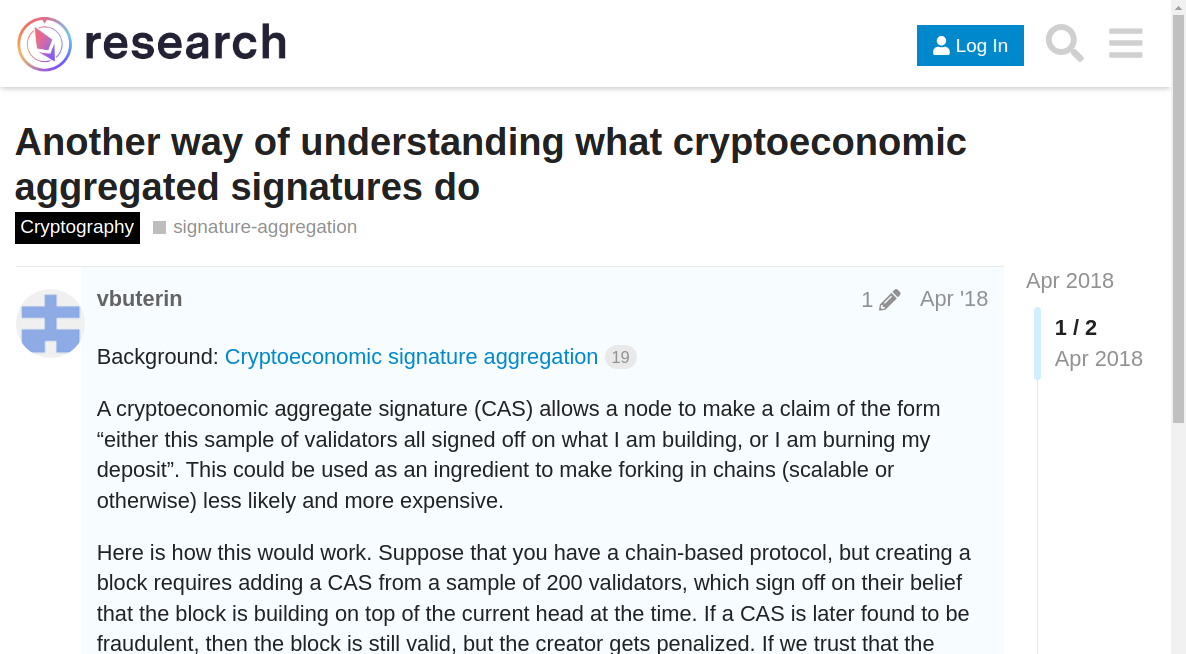 research
Log In
Another way of understanding what cryptoeconomic
aggregated signatures do
Cryptography
signature-aggregation
vbuterin
1
Apr '18
Apr 2018
1 / 2
Apr 2018
Background: Cryptoeconomic signature aggregation 19
A cryptoeconomic aggregate signature (CAS) allows a node to make a claim of the form
“either this sample of validators all signed off on what I am building, or I am burning my
deposit”. This could be used as an ingredient to make forking in chains (scalable or
otherwise) less likely and more expensive.
Here is how this would work. Suppose that you have a chain-based protocol, but creating a
block requires adding a CAS from a sample of 200 validators, which sign off on their belief
that the block is building on top of the current head at the time. If a CAS is later found to be
fraudulent, then the block is still valid, but the creator gets penalized. If we trust that the